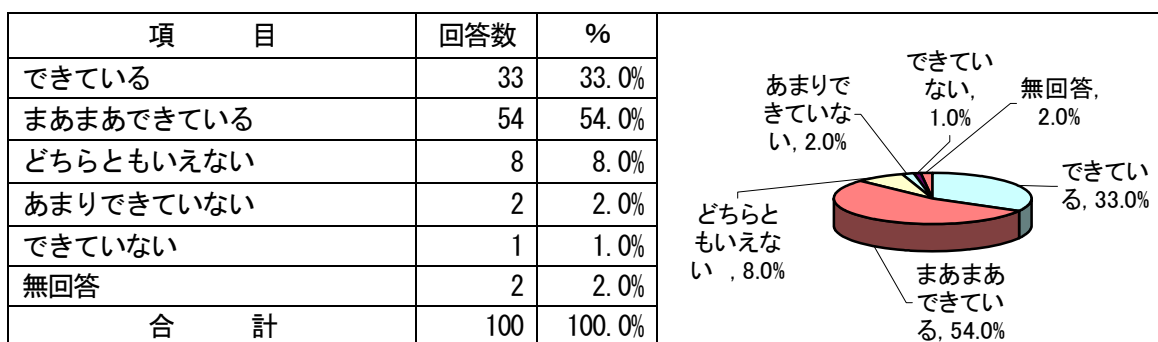 項　　　目 回答数 %
できている 33 33.0%
まあまあできている 54 54.0%
どちらともいえない 8 8.0%
あまりできていない 2 2.0%
できていない 1 1.0%
無回答 2 2.0%
合　　　計 100 100.0%
できてい
ない,
1.0%
無回答,
2.0%
あまりで
きていな
い, 2.0%
できてい
る, 33.0%
どちらと
もいえな
い　, 8.0%
まあまあ
できてい
る, 54.0%